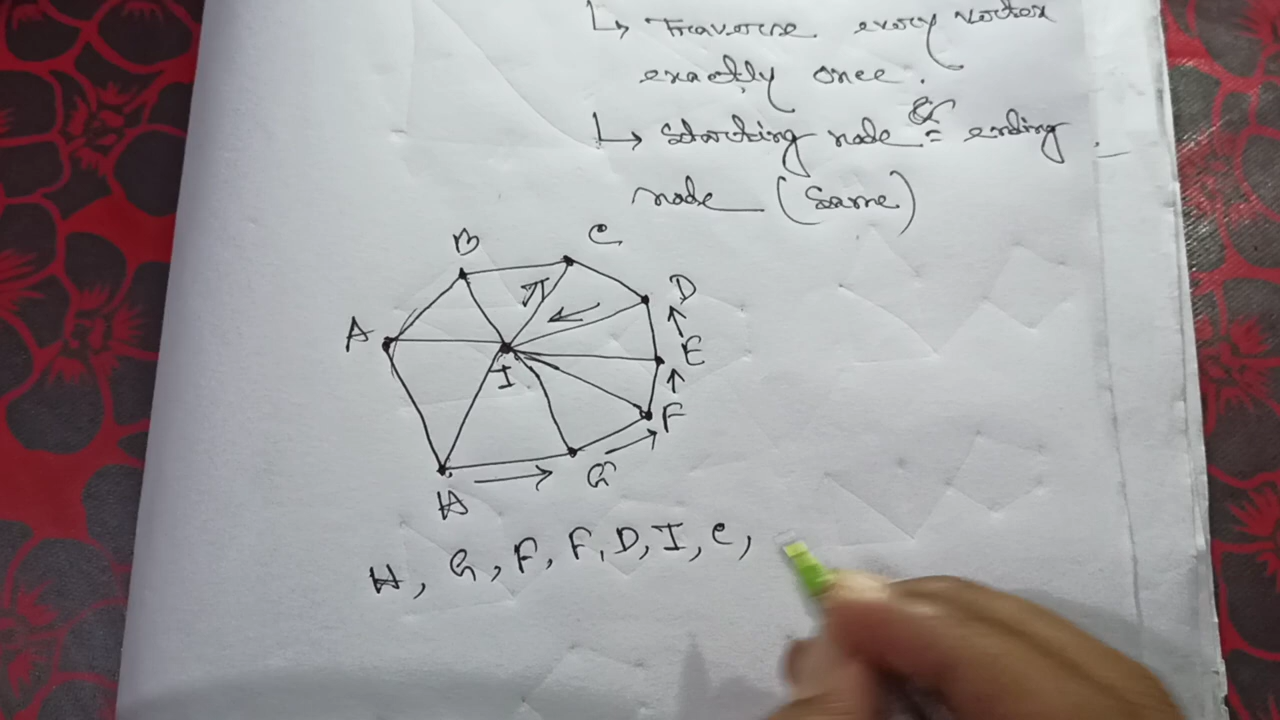 ↳ Traverse every vertex
exactly once.
↳ starting node & ending
node (same)
B C
D
A
E
I
F
G
H
H, G, F, F, D, I, C,